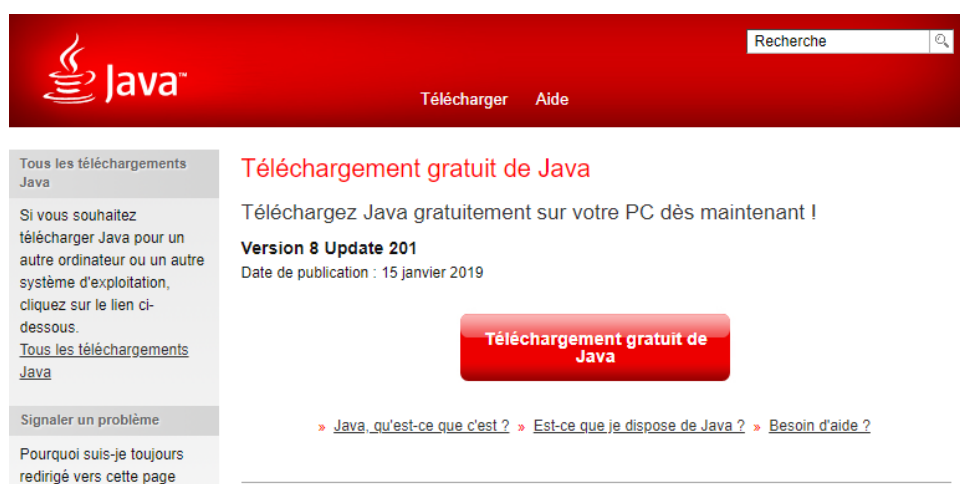 Java™
Recherche
Télécharger Aide
Tous les téléchargements
Java
Si vous souhaitez
télécharger Java pour un
autre ordinateur ou un autre
système d'exploitation,
cliquez sur le lien ci-
dessous.
Tous les téléchargements
Java
Signaler un problème
Pourquoi suis-je toujours
redirigé vers cette page
Téléchargement gratuit de Java
Téléchargez Java gratuitement sur votre PC dès maintenant !
Version 8 Update 201
Date de publication : 15 janvier 2019
Téléchargement gratuit de
Java
» Java, qu'est-ce que c'est ? » Est-ce que je dispose de Java ? » Besoin d'aide ?